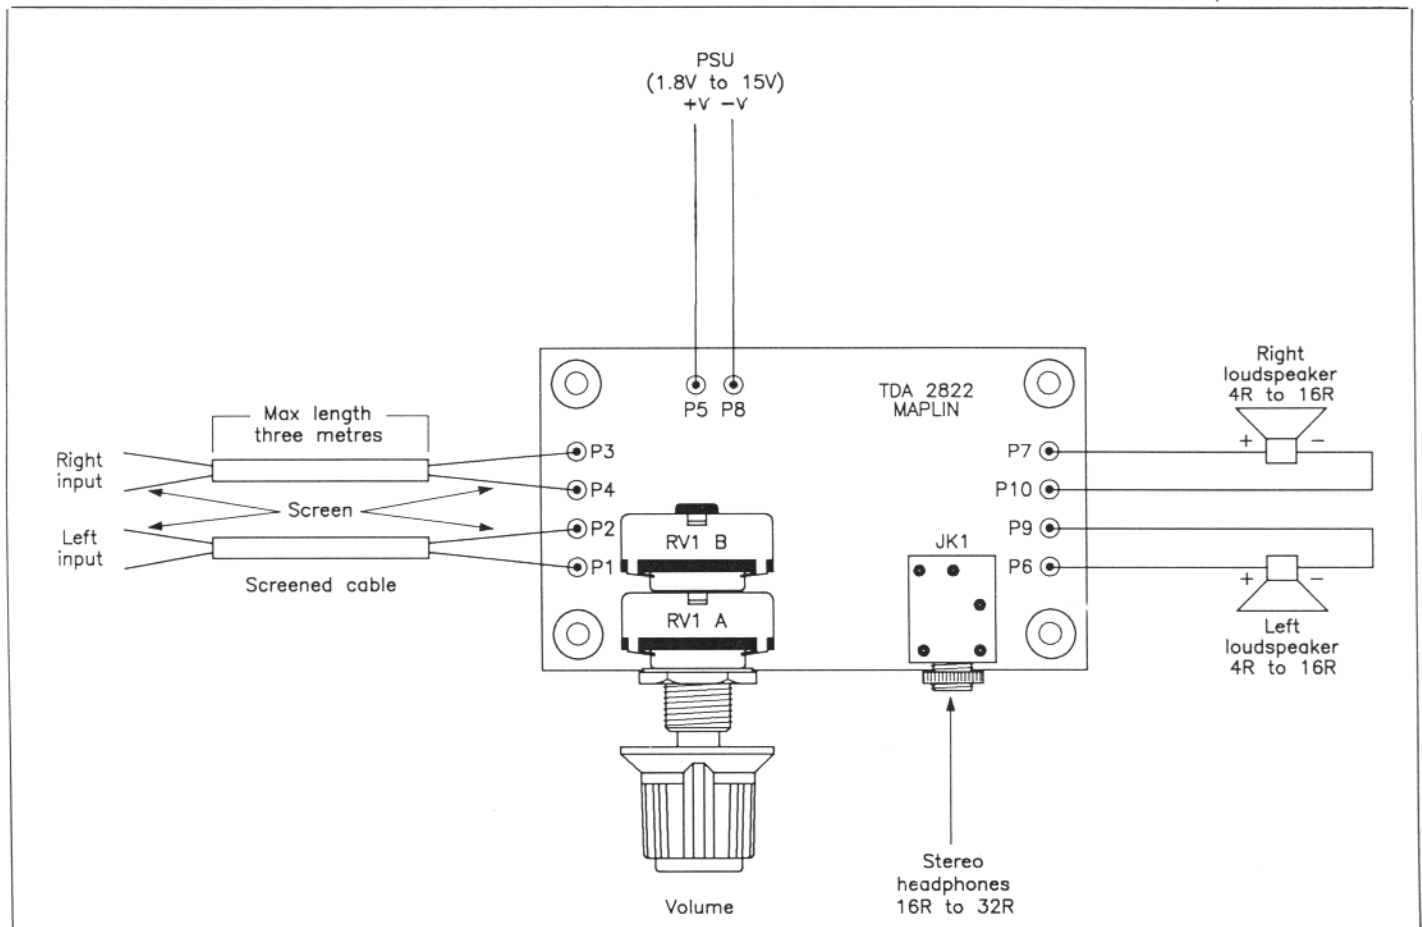 PSU
(1.8V to 15V)
+V -V
P5 P8
TDA 2822
MAPLIN
Right
loudspeaker
4R to 16R
+ -
Max length
three metres
Right
input
Screen
Left
input
Screened cable
P3
P4
P2
P1
RV1 B
RV1 A
JK1
P7
P10
P9
P6
+ -
Left
loudspeaker
4R to 16R
Volume
Stereo
headphones
16R to 32R